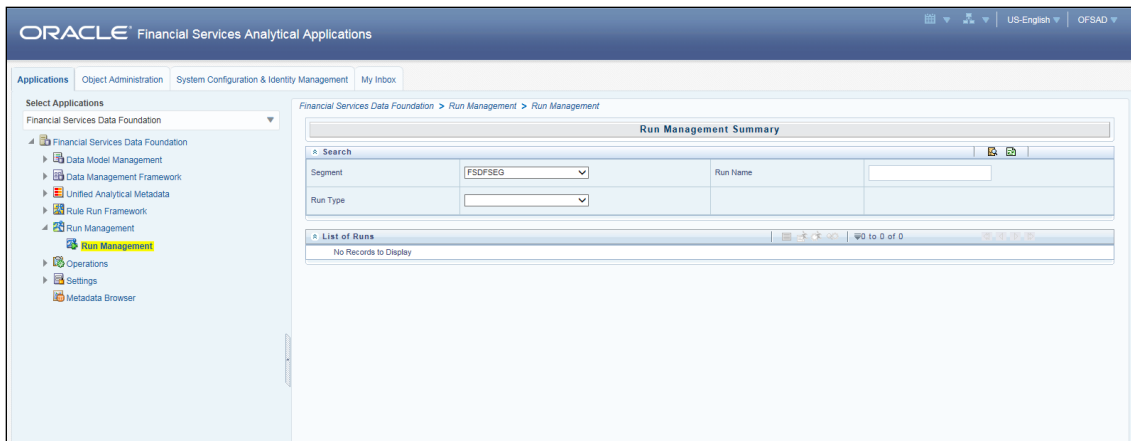 US-English OFSAD
ORACLE Financial Services Analytical Applications
Applications Object Administration System Configuration & Identity Management My Inbox
Select Applications
Financial Services Data Foundation
Financial Services Data Foundation
Data Model Management
Data Management Framework
Unified Analytical Metadata
Rule Run Framework
Run Management
Run Management
Operations
Settings
Metadata Browser
Financial Services Data Foundation > Run Management > Run Management
Run Management Summary
Search
Segment FSDFSEG Run Name
Run Type
List of Runs 0 to 0 of 0
No Records to Display